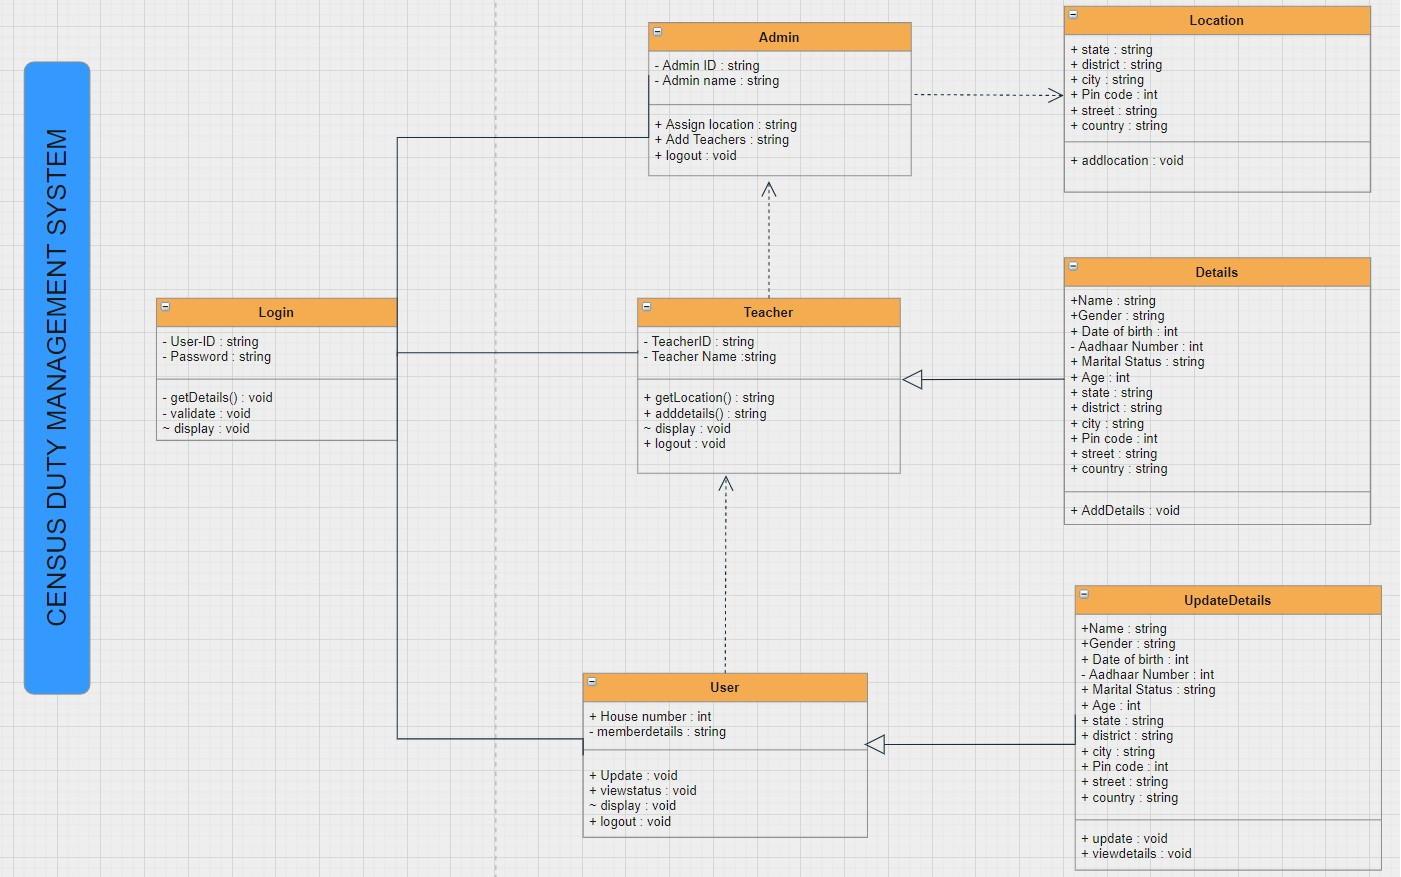 CENSUS DUTY MANAGEMENT SYSTEM
Login
- User-ID : string
- Password : string
- getDetails() : void
- validate : void
~ display : void
Admin
- Admin ID : string
- Admin name : string
+ Assign location : string
+ Add Teachers : string
+ logout : void
Teacher
- TeacherID : string
- Teacher Name :string
+ getLocation() : string
+ adddetails() : string
~ display : void
+ logout : void
User
+ House number : int
- memberdetails : string
+ Update : void
+ viewstatus : void
~ display : void
+ logout : void
Location
+ state : string
+ district : string
+ city : string
+ Pin code : int
+ street : string
+ country : string
+ addlocation : void
Details
+Name : string
+Gender : string
+ Date of birth : int
- Aadhaar Number : int
+ Marital Status : string
+ Age : int
+ state : string
+ district : string
+ city : string
+ Pin code : int
+ street : string
+ country : string
+ AddDetails : void
UpdateDetails
+Name : string
+Gender : string
+ Date of birth : int
- Aadhaar Number : int
+ Marital Status : string
+ Age : int
+ state : string
+ district : string
+ city : string
+ Pin code : int
+ street : string
+ country : string
+ update : void
+ viewdetails : void